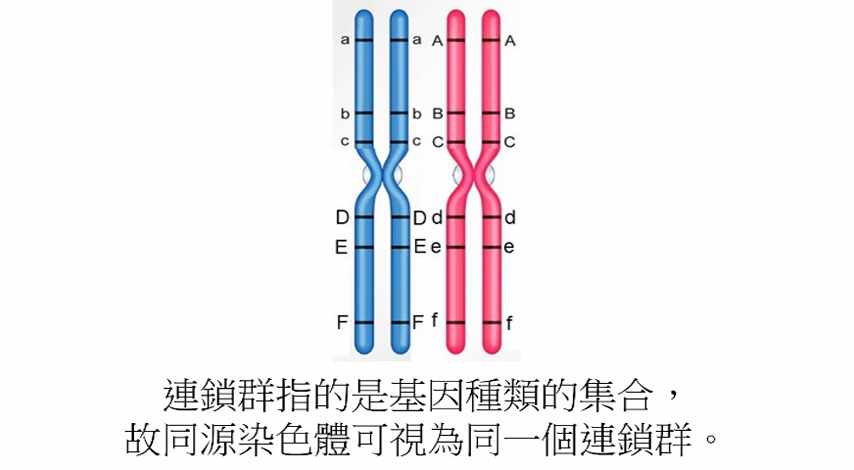 a a A A
b b B B
c c C C
D D d d
E E e e
F F f f
連鎖群指的是基因種類的集合，
故同源染色體可視為同一個連鎖群。